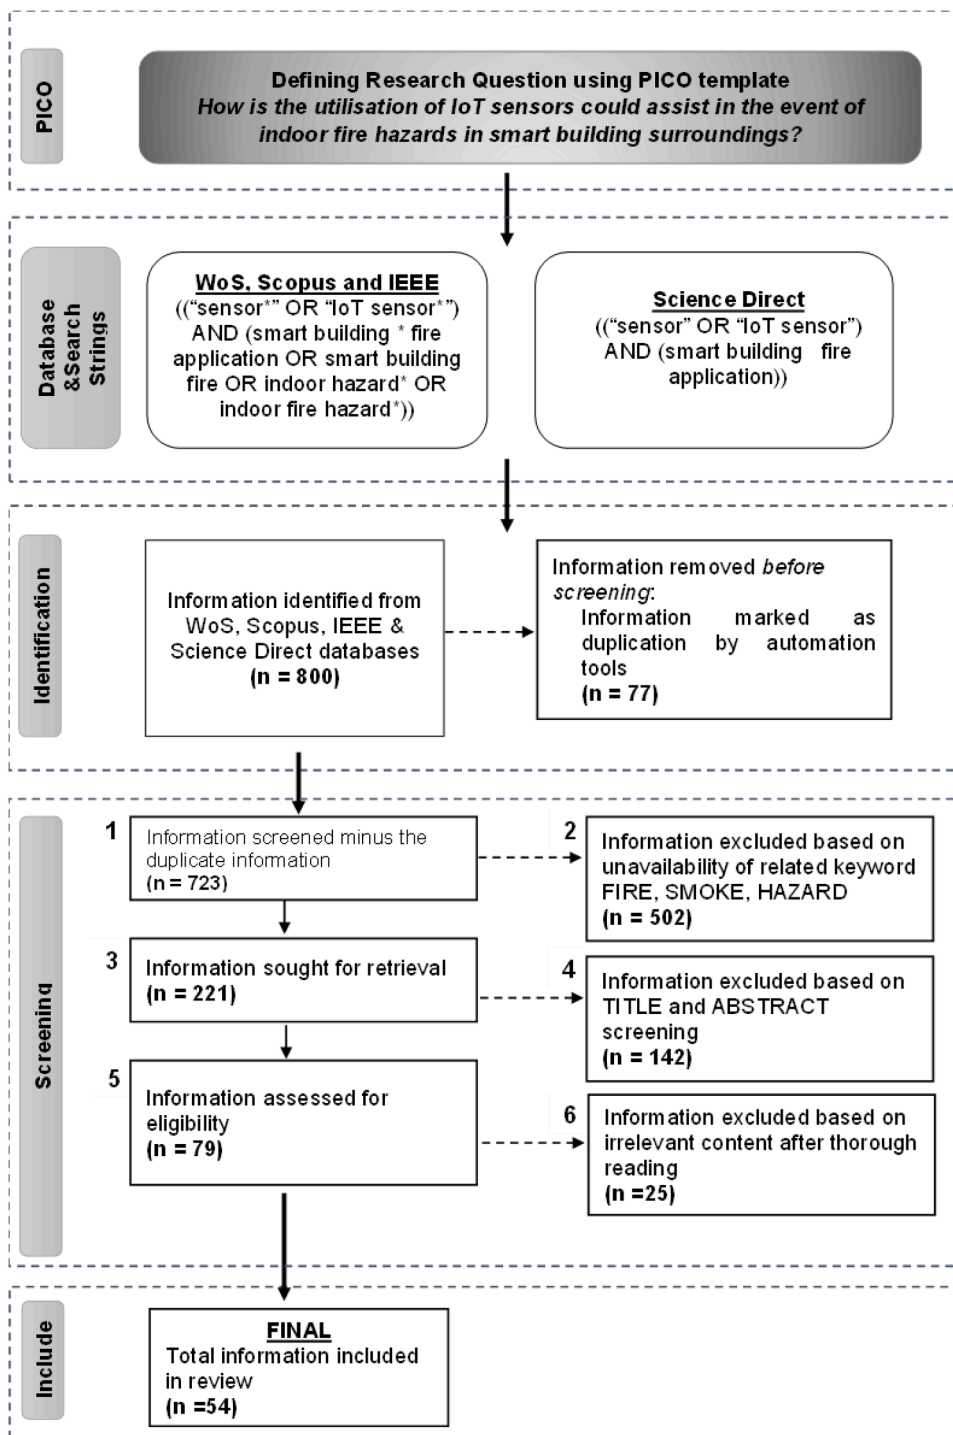 PICO
Defining Research Question using PICO template
How is the utilisation of IoT sensors could assist in the event of
indoor fire hazards in smart building surroundings?
Database
&Search
Strings
WoS, Scopus and IEEE
((“sensor*” OR “IoT sensor*”)
AND (smart building * fire
application OR smart building
fire OR indoor hazard* OR
indoor fire hazard*))
Science Direct
((“sensor” OR “IoT sensor”)
AND (smart building fire
application))
Identification
Information identified from
WoS, Scopus, IEEE &
Science Direct databases
(n = 800)
Information removed before
screening:
Information marked as
duplication by automation
tools
(n = 77)
Screening
1
Information screened minus the
duplicate information
(n = 723)
2
Information excluded based on
unavailability of related keyword
FIRE, SMOKE, HAZARD
(n = 502)
3
Information sought for retrieval
(n = 221)
4
Information excluded based on
TITLE and ABSTRACT
screening
(n = 142)
5
Information assessed for
eligibility
(n = 79)
6
Information excluded based on
irrelevant content after thorough
reading
(n =25)
Include
FINAL
Total information included
in review
(n =54)